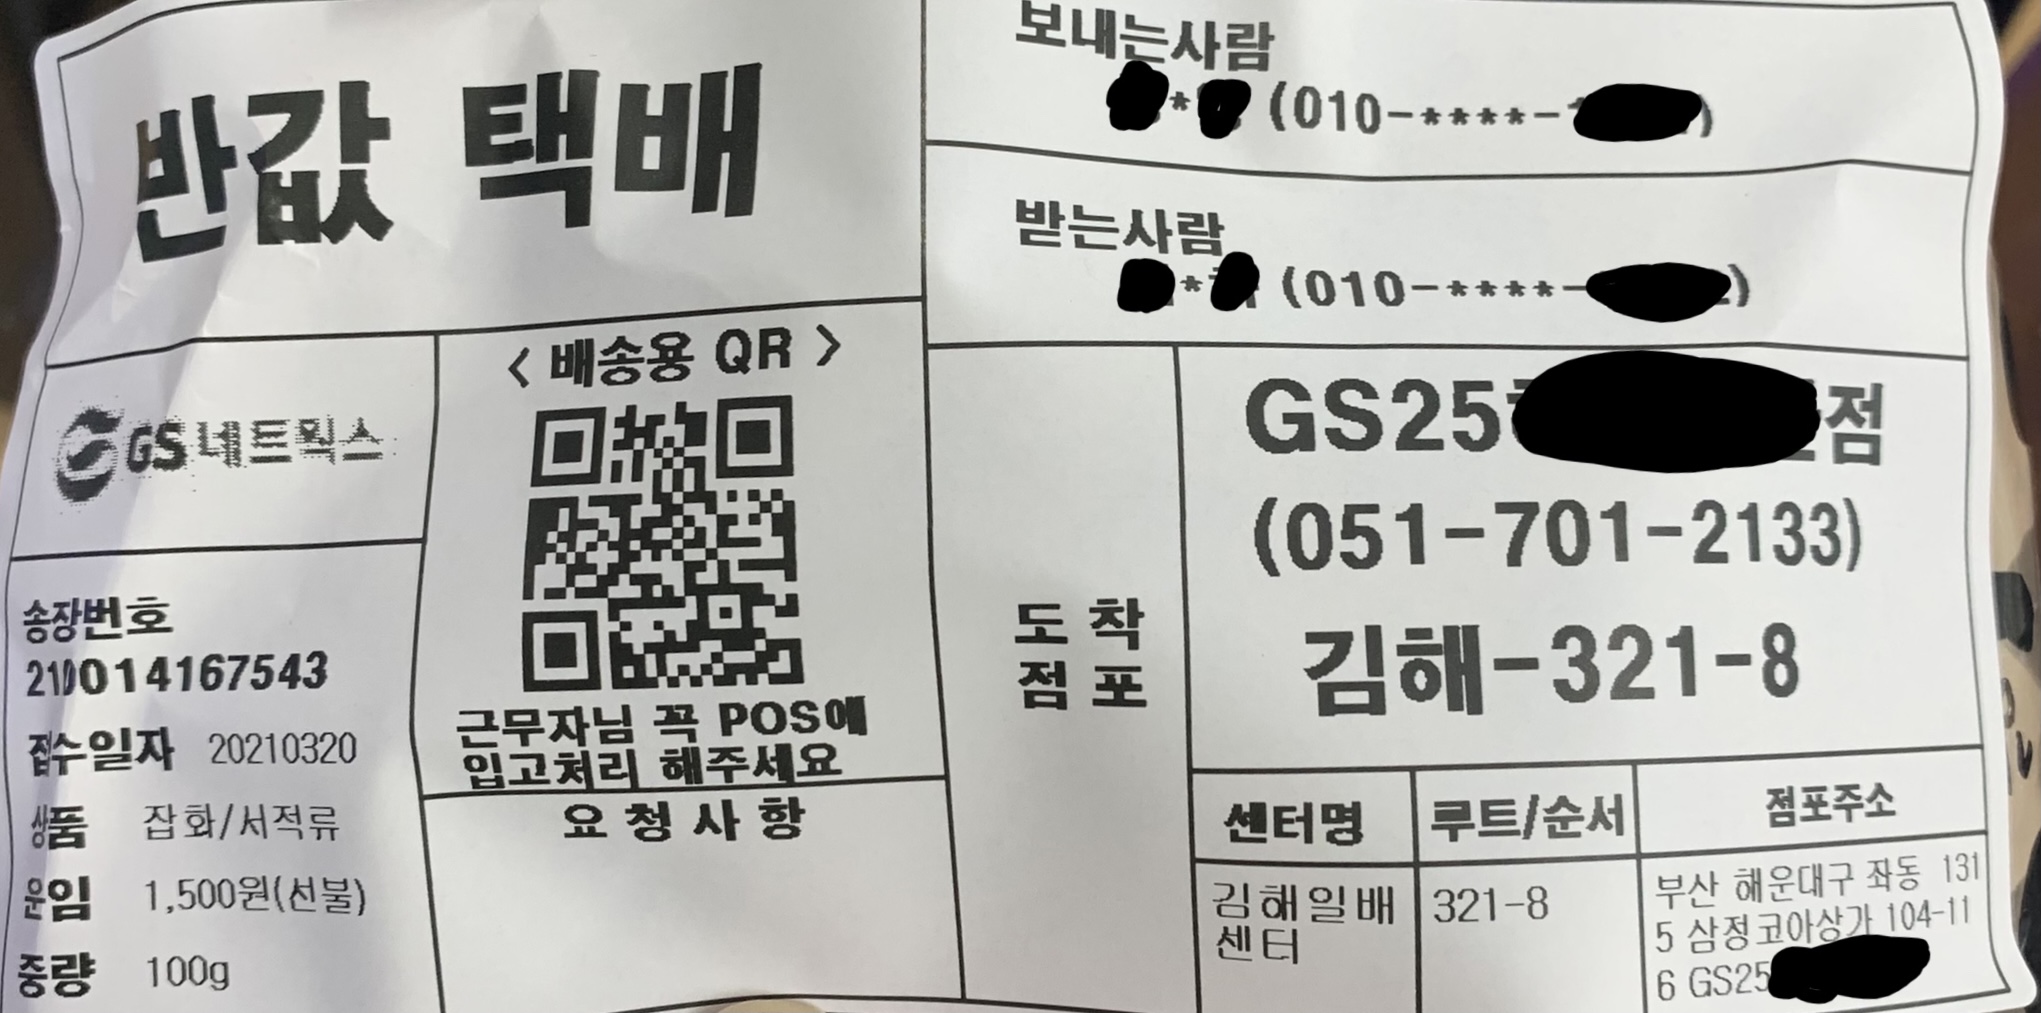 반값 택배
보내는사람
* (010-****-
받는사람
* (010-****-
GS네트웍스
< 배송용 QR >
근무자님 꼭 POS에
입고처리 해주세요
요청사항
송장번호
210014167543
접수일자 20210320
상품 잡화/서적류
운임 1,500원(선불)
중량 100g
도착
점포
GS25 점
(051-701-2133)
김해-321-8
센터명 루트/순서 점포주소
김해일배
센터
321-8
부산 해운대구 좌동 131
5 삼정코아상가 104-11
6 GS25